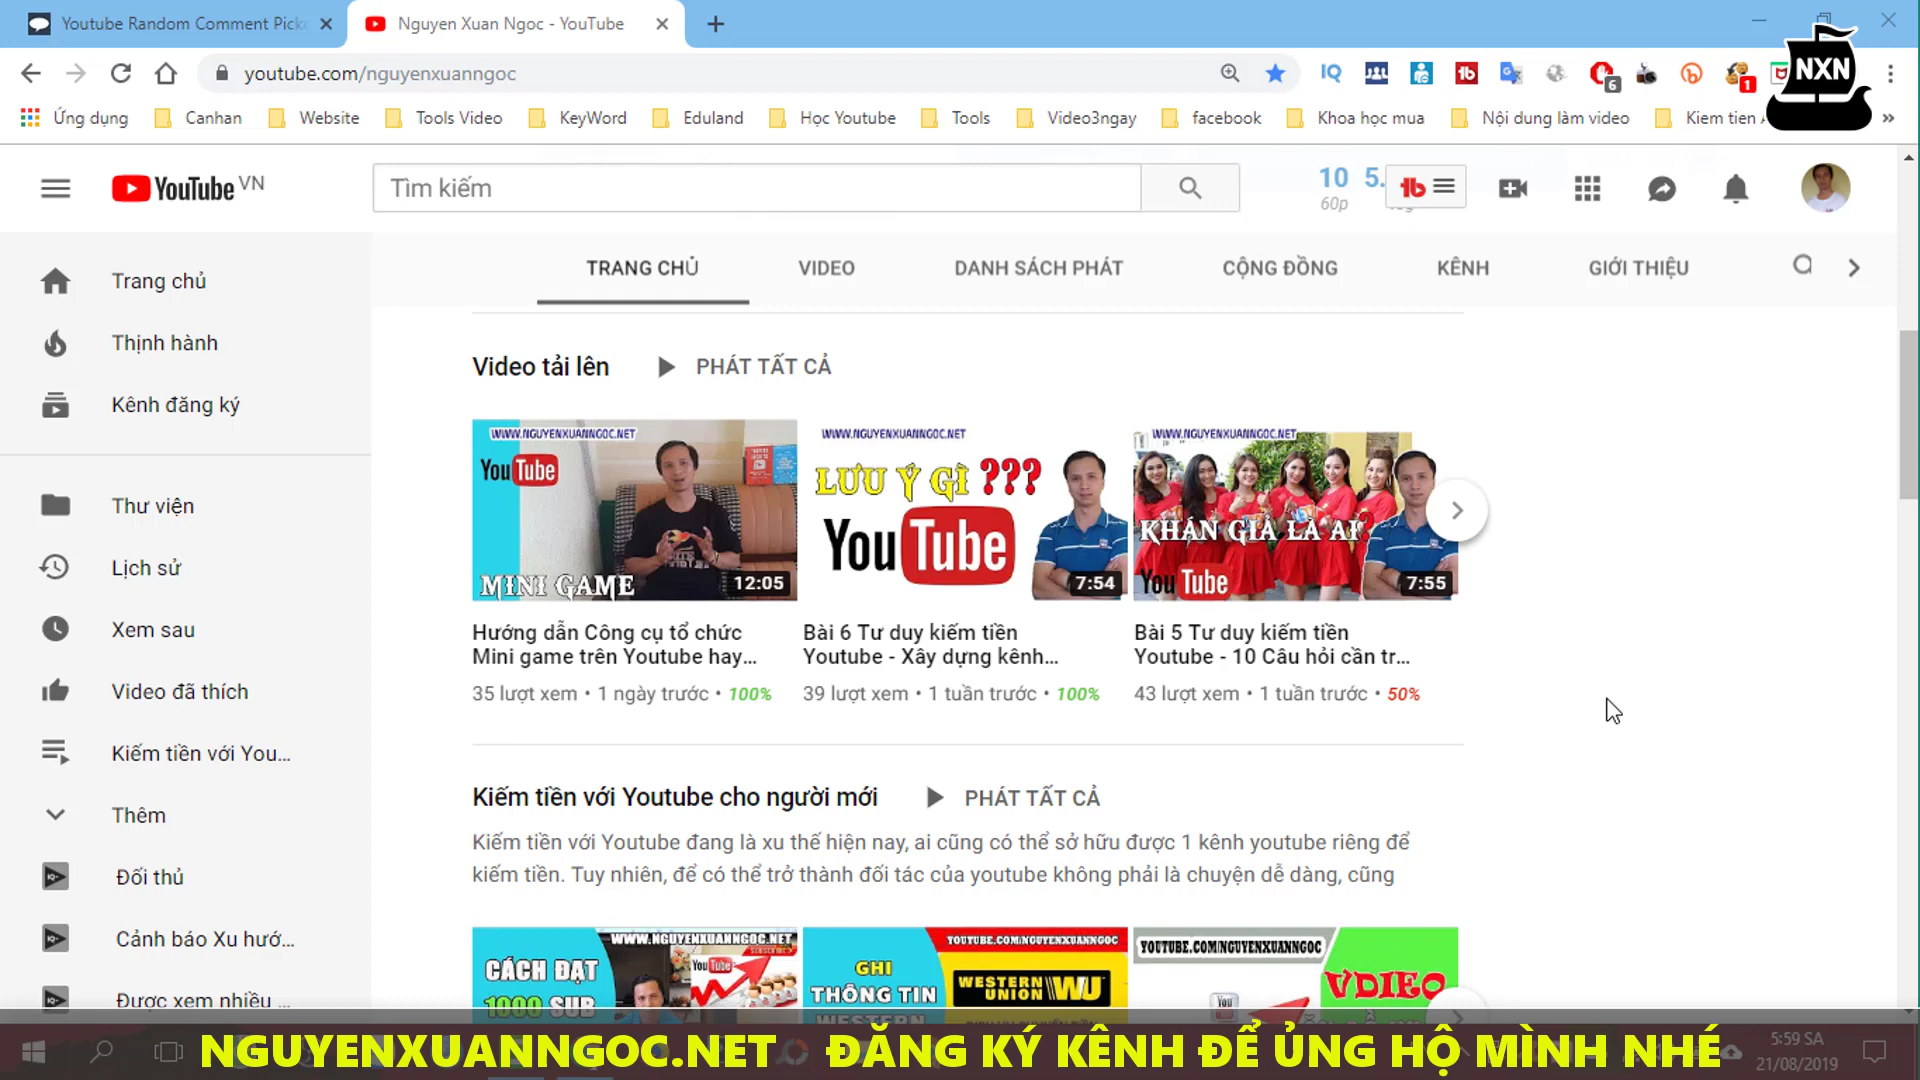 Youtube Random Comment Picke
Nguyen Xuan Ngoc - YouTube
youtube.com/nguyenxuanngoc
IQ
6
1
NXN
Ứng dụng
Canhan
Website
Tools Video
KeyWord
Eduland
Học Youtube
Tools
Video3ngay
facebook
Khoa học mua
Nội dung làm video
Kiem tien
YouTube VN
Tìm kiếm
10 5.
60p
TRANG CHỦ
VIDEO
DANH SÁCH PHÁT
CỘNG ĐỒNG
KÊNH
GIỚI THIỆU
Trang chủ
Thịnh hành
Kênh đăng ký
Thư viện
Lịch sử
Xem sau
Video đã thích
Kiếm tiền với You...
Thêm
Đối thủ
Cảnh báo Xu hướ...
Được xem nhiều ...
Video tải lên
PHÁT TẤT CẢ
WWW.NGUYENXUANNGOC.NET
YouTube
MINI GAME
12:05
WWW.NGUYENXUANNGOC.NET
LƯU Ý GÌ ???
YouTube
7:54
WWW.NGUYENXUANNGOC.NET
KHÁN GIẢ LÀ AI?
YouTube
7:55
Hướng dẫn Công cụ tổ chức
Mini game trên Youtube hay...
35 lượt xem • 1 ngày trước • 100%
Bài 6 Tư duy kiếm tiền
Youtube - Xây dựng kênh...
39 lượt xem • 1 tuần trước • 100%
Bài 5 Tư duy kiếm tiền
Youtube - 10 Câu hỏi cần tr...
43 lượt xem • 1 tuần trước • 50%
Kiếm tiền với Youtube cho người mới
PHÁT TẤT CẢ
Kiếm tiền với Youtube đang là xu thế hiện nay, ai cũng có thể sở hữu được 1 kênh youtube riêng để
kiếm tiền. Tuy nhiên, để có thể trở thành đối tác của youtube không phải là chuyện dễ dàng, cũng
WWW.NGUYENXUANNGOC.NET
CÁCH ĐẠT
1000 SUB
YouTube
YOUTUBE.COM/NGUYENXUANNGOC
GHI
THÔNG TIN
WESTERN
WESTERN
UNION WU
YOUTUBE.COM/NGUYENXUANNGOC
VDIEO
You
NGUYENXUANNGOC.NET ĐĂNG KÝ KÊNH ĐỂ ỦNG HỘ MÌNH NHÉ
5:59 SA
21/08/2019